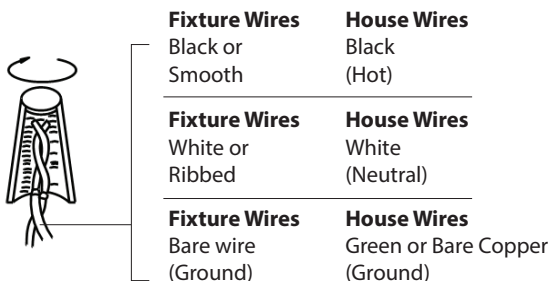 Fixture Wires House Wires
Black or Black
Smooth (Hot)
Fixture Wires House Wires
White or White
Ribbed (Neutral)
Fixture Wires House Wires
Bare wire Green or Bare Copper
(Ground) (Ground)